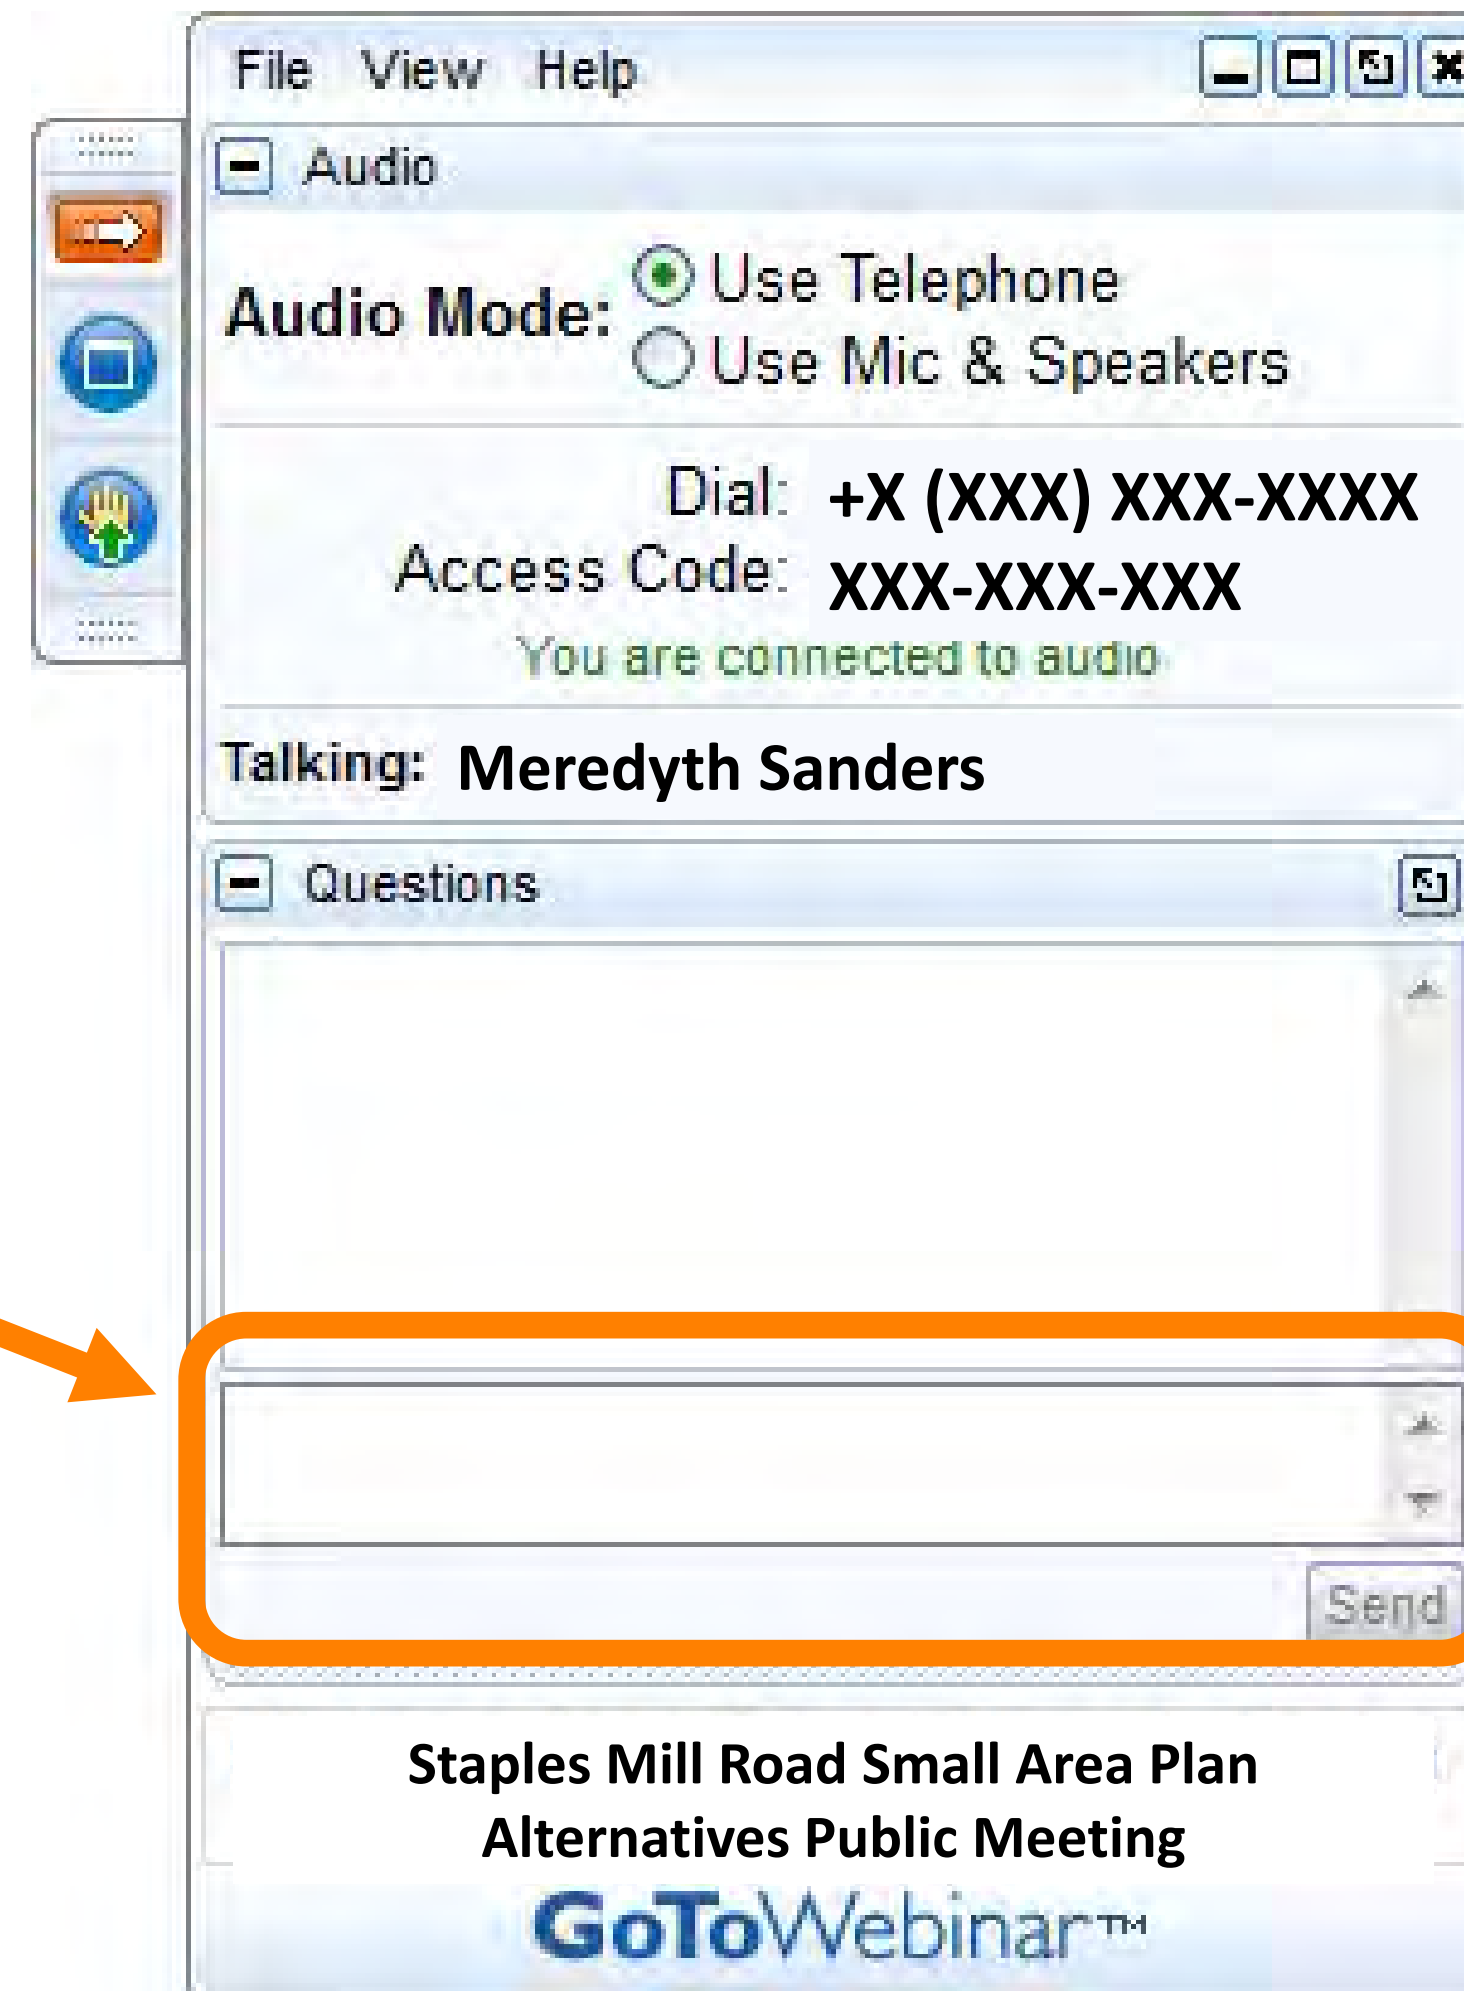 File View Help
Audio
Audio Mode: Use Telephone
Use Mic & Speakers
Dial: +X (XXX) XXX-XXXX
Access Code: XXX-XXX-XXX
You are connected to audio
Talking: Meredyth Sanders
Questions
Send
Staples Mill Road Small Area Plan
Alternatives Public Meeting
GoToWebinar™